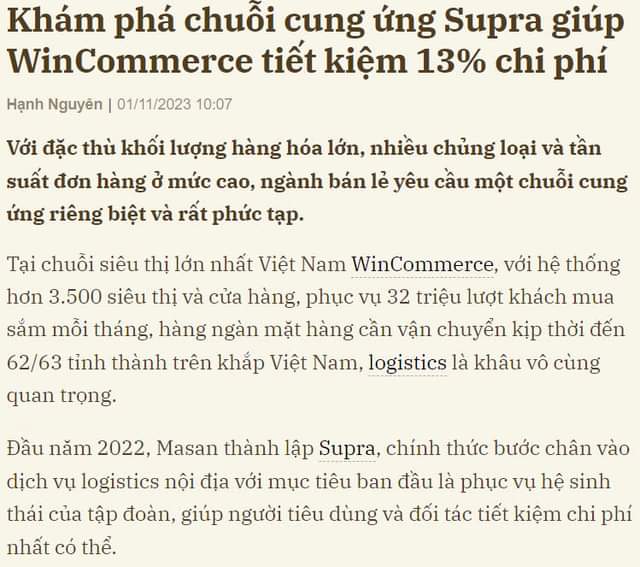 Khám phá chuỗi cung ứng Supra giúp
WinCommerce tiết kiệm 13% chi phí
Hạnh Nguyên | 01/11/2023 10:07
Với đặc thù khối lượng hàng hóa lớn, nhiều chủng loại và tần
suất đơn hàng ở mức cao, ngành bán lẻ yêu cầu một chuỗi cung
ứng riêng biệt và rất phức tạp.
Tại chuỗi siêu thị lớn nhất Việt Nam WinCommerce, với hệ thống
hơn 3.500 siêu thị và cửa hàng, phục vụ 32 triệu lượt khách mua
sắm mỗi tháng, hàng ngàn mặt hàng cần vận chuyển kịp thời đến
62/63 tỉnh thành trên khắp Việt Nam, logistics là khâu vô cùng
quan trọng.
Đầu năm 2022, Masan thành lập Supra, chính thức bước chân vào
dịch vụ logistics nội địa với mục tiêu ban đầu là phục vụ hệ sinh
thái của tập đoàn, giúp người tiêu dùng và đối tác tiết kiệm chi phí
nhất có thể.